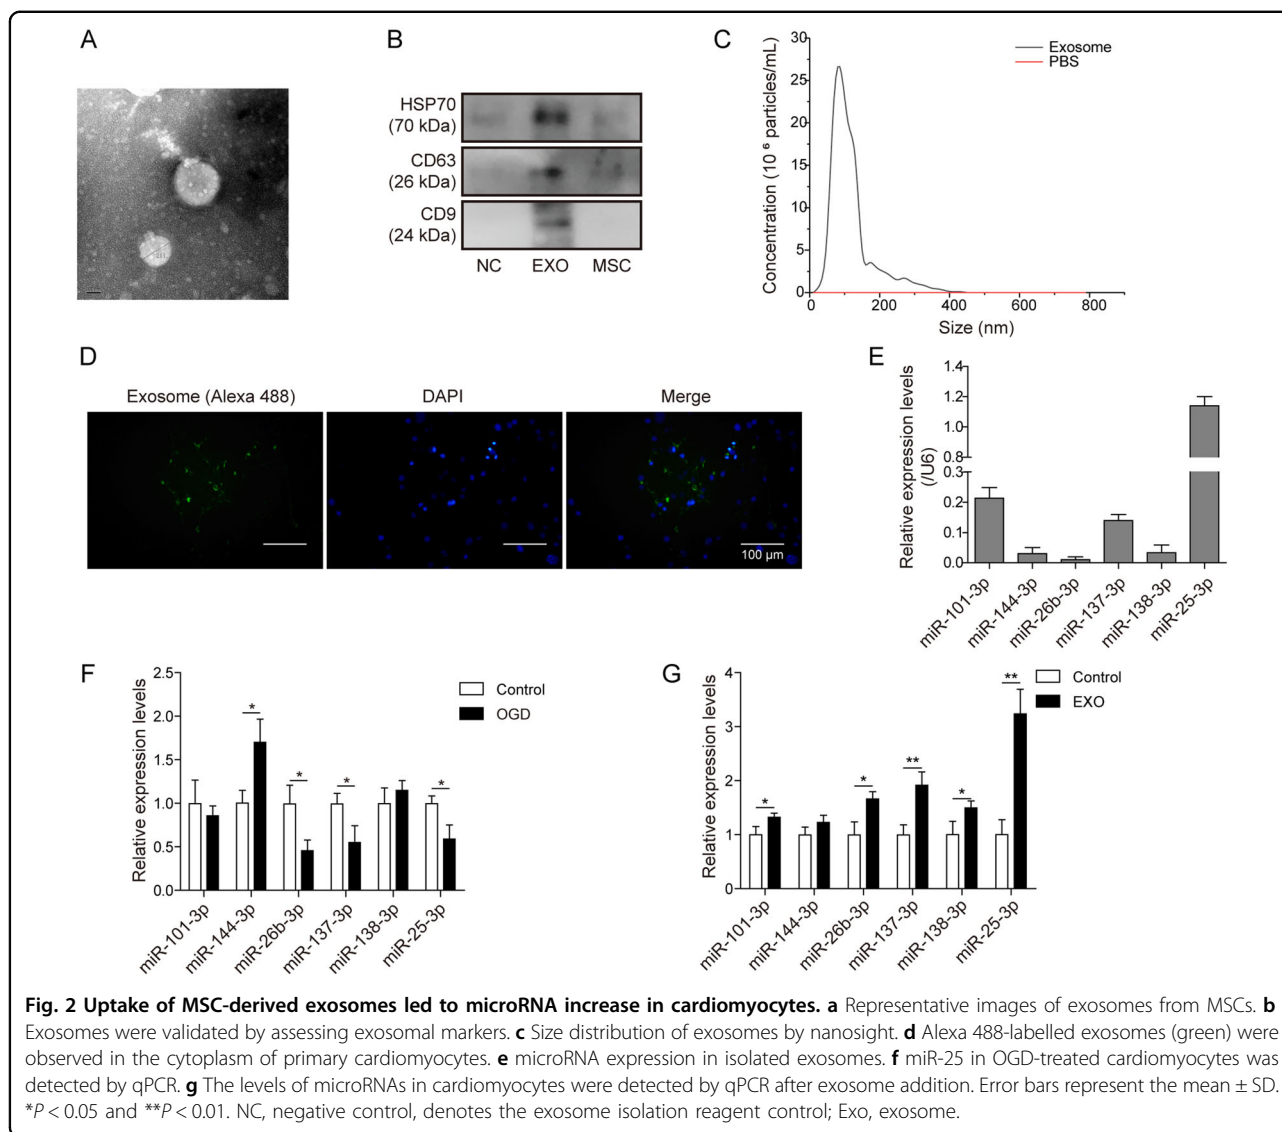 A
B
HSP70
(70 kDa)
CD63
(26 kDa)
CD9
(24 kDa)
NC EXO MSC
C
Concentration (10 ⁶ particles/mL)
30
25
20
15
10
5
0
0 200 400 600 800
Size (nm)
Exosome
PBS
D
Exosome (Alexa 488) DAPI Merge
100 μm
E
Relative expression levels
(/U6)
1.4
1.2
1.0
0.8
0.3
0.2
0.1
0.0
miR-101-3p
miR-144-3p
miR-26b-3p
miR-137-3p
miR-138-3p
miR-25-3p
F
Relative expression levels
2.5
2.0
1.5
1.0
0.5
0.0
* * * *
Control
OGD
miR-101-3p
miR-144-3p
miR-26b-3p
miR-137-3p
miR-138-3p
miR-25-3p
G
Relative expression levels
4
3
2
1
0
* * ** * **
Control
EXO
miR-101-3p
miR-144-3p
miR-26b-3p
miR-137-3p
miR-138-3p
miR-25-3p
Fig. 2 Uptake of MSC-derived exosomes led to microRNA increase in cardiomyocytes. a Representative images of exosomes from MSCs. b
Exosomes were validated by assessing exosomal markers. c Size distribution of exosomes by nanosight. d Alexa 488-labelled exosomes (green) were
observed in the cytoplasm of primary cardiomyocytes. e microRNA expression in isolated exosomes. f miR-25 in OGD-treated cardiomyocytes was
detected by qPCR. g The levels of microRNAs in cardiomyocytes were detected by qPCR after exosome addition. Error bars represent the mean ± SD.
*P < 0.05 and **P < 0.01. NC, negative control, denotes the exosome isolation reagent control; Exo, exosome.